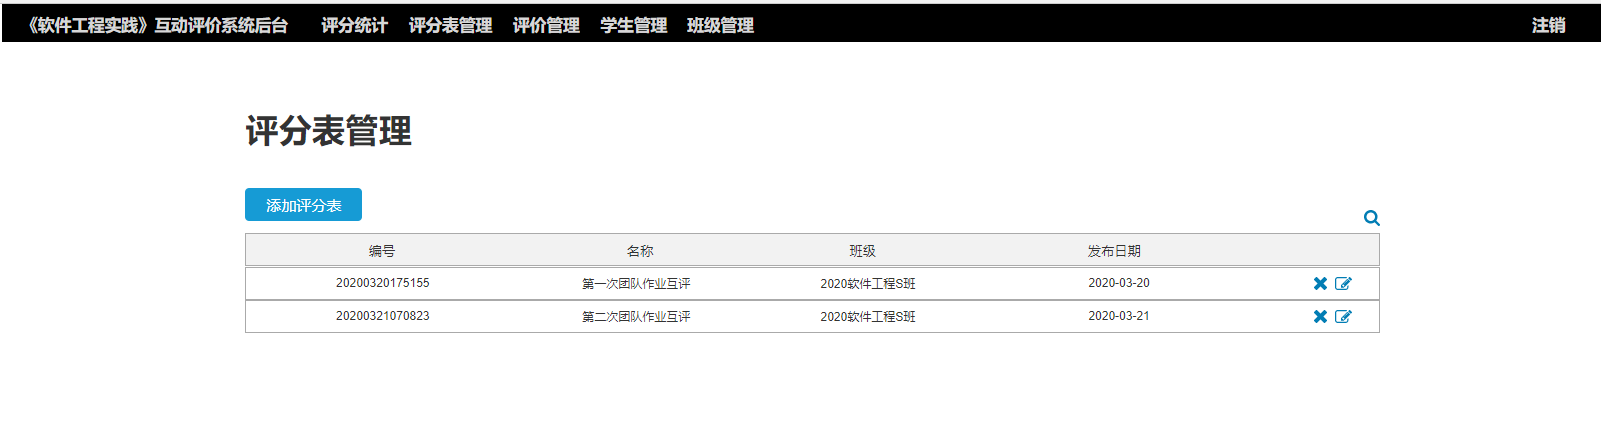 《软件工程实践》互动评价系统后台 评分统计 评分表管理 评价管理 学生管理 班级管理 注销
评分表管理
添加评分表
编号 名称 班级 发布日期
20200320175155 第一次团队作业互评 2020软件工程S班 2020-03-20
20200321070823 第二次团队作业互评 2020软件工程S班 2020-03-21